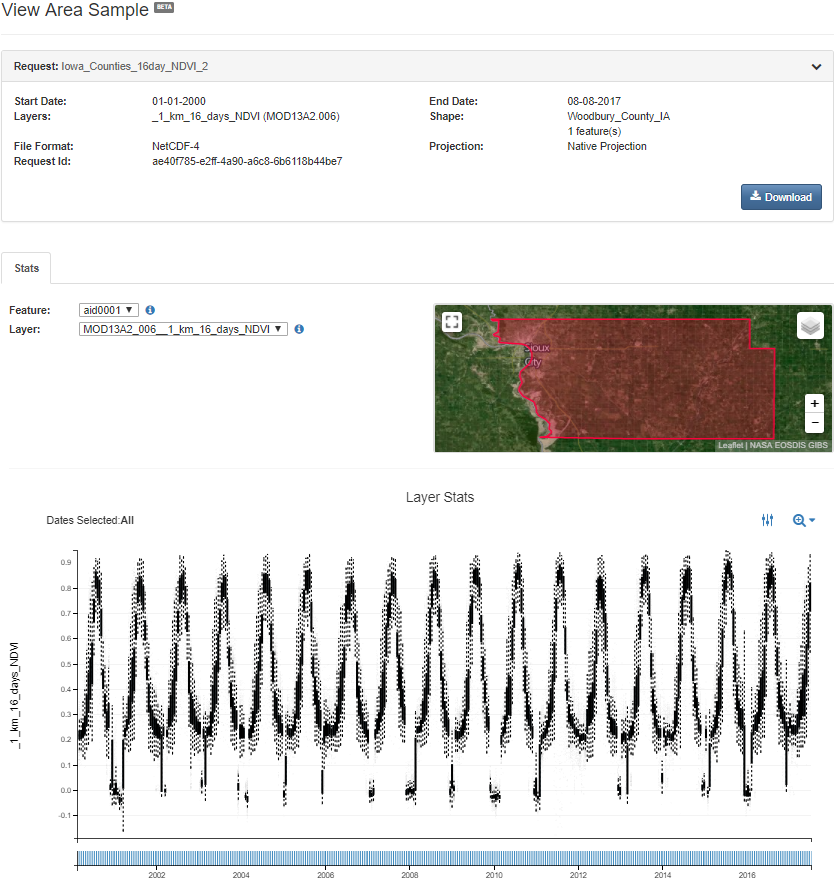 View Area Sample BETA
Request: Iowa_Counties_16day_NDVI_2
Start Date: 01-01-2000 End Date: 08-08-2017
Layers: _1_km_16_days_NDVI (MOD13A2.006) Shape: Woodbury_County_IA
1 feature(s)
File Format: NetCDF-4 Projection: Native Projection
Request Id: ae40f785-e2ff-4a90-a6c8-6b6118b44be7
Download
Stats
Feature: aid0001
Layer: MOD13A2_006__1_km_16_days_NDVI
Sioux
City
+
−
Leaflet | NASA EOSDIS GIBS
Layer Stats
Dates Selected:All
_1_km_16_days_NDVI
0.9
0.8
0.7
0.6
0.5
0.4
0.3
0.2
0.1
0.0
-0.1
2002 2004 2006 2008 2010 2012 2014 2016